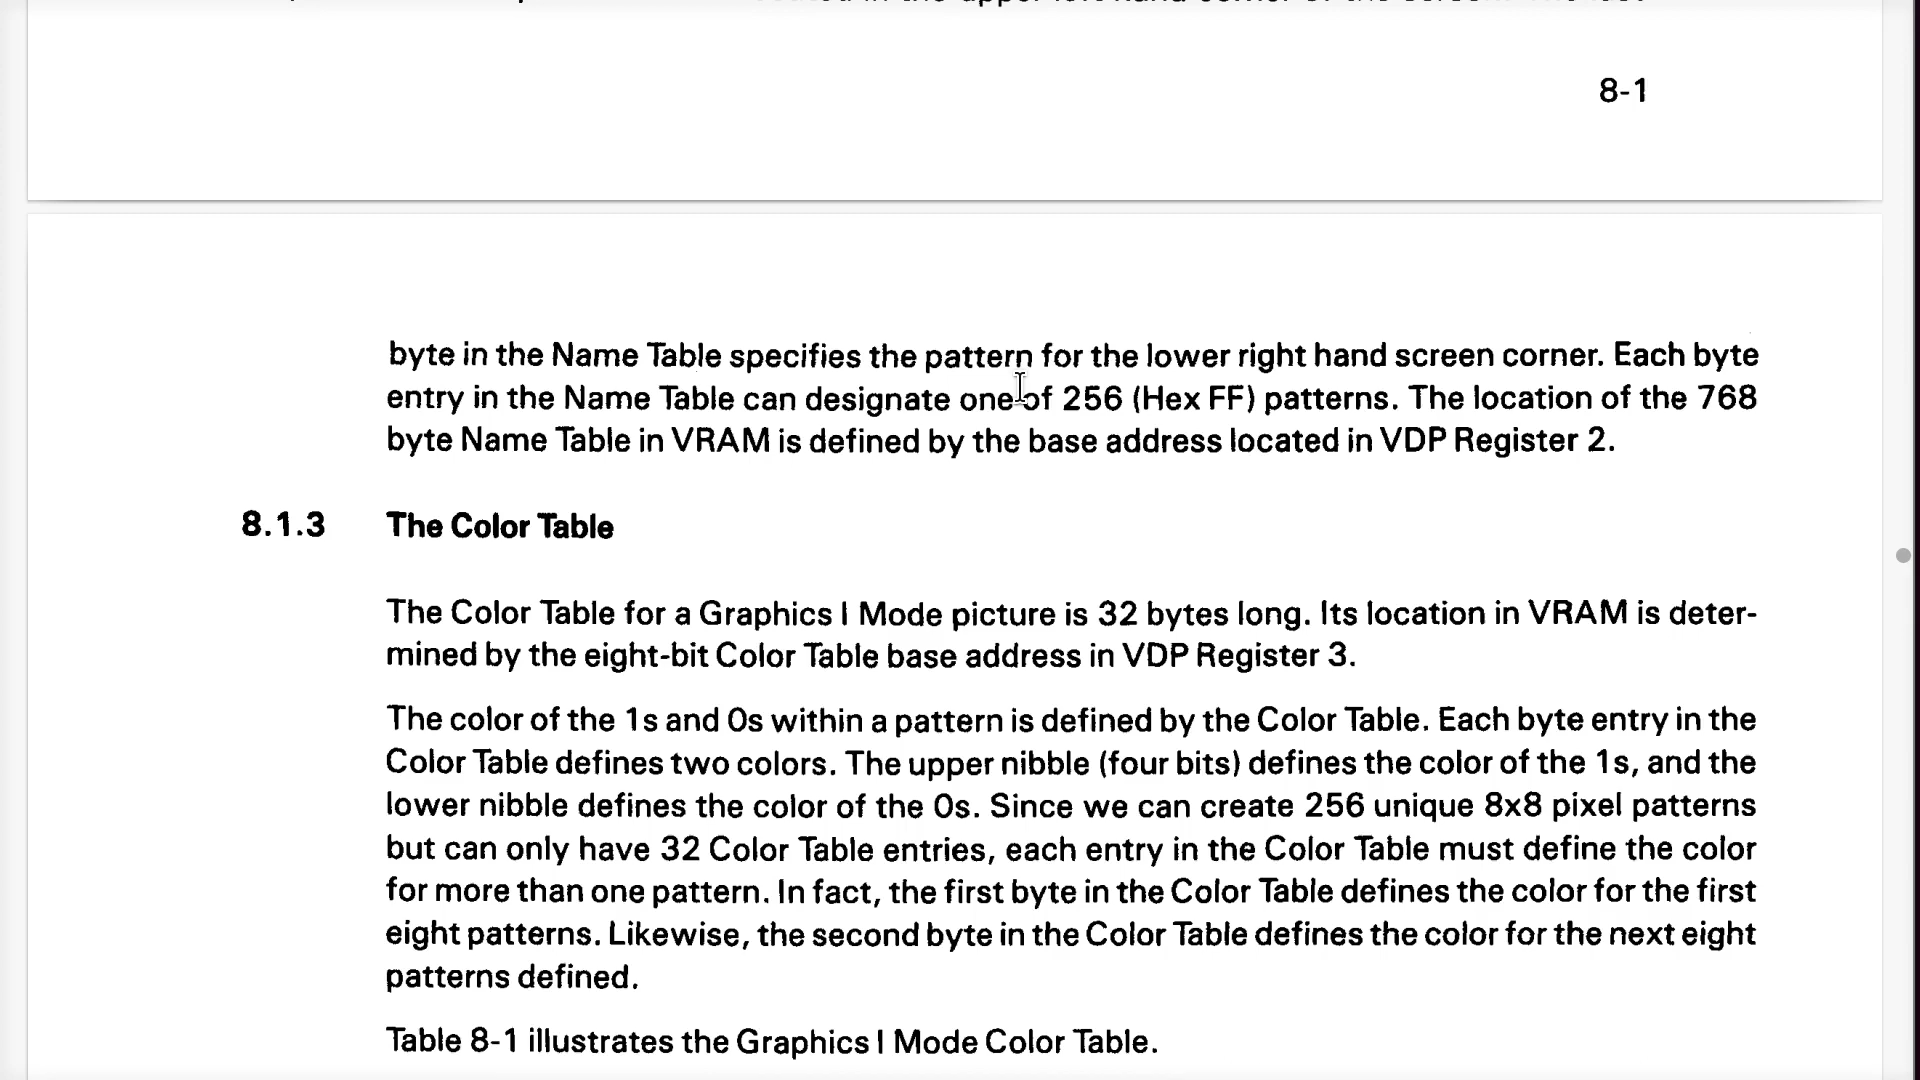 8-1
byte in the Name Table specifies the pattern for the lower right hand screen corner. Each byte
entry in the Name Table can designate one of 256 (Hex FF) patterns. The location of the 768
byte Name Table in VRAM is defined by the base address located in VDP Register 2.
8.1.3 The Color Table
The Color Table for a Graphics I Mode picture is 32 bytes long. Its location in VRAM is deter-
mined by the eight-bit Color Table base address in VDP Register 3.
The color of the 1s and 0s within a pattern is defined by the Color Table. Each byte entry in the
Color Table defines two colors. The upper nibble (four bits) defines the color of the 1s, and the
lower nibble defines the color of the 0s. Since we can create 256 unique 8x8 pixel patterns
but can only have 32 Color Table entries, each entry in the Color Table must define the color
for more than one pattern. In fact, the first byte in the Color Table defines the color for the first
eight patterns. Likewise, the second byte in the Color Table defines the color for the next eight
patterns defined.
Table 8-1 illustrates the Graphics I Mode Color Table.